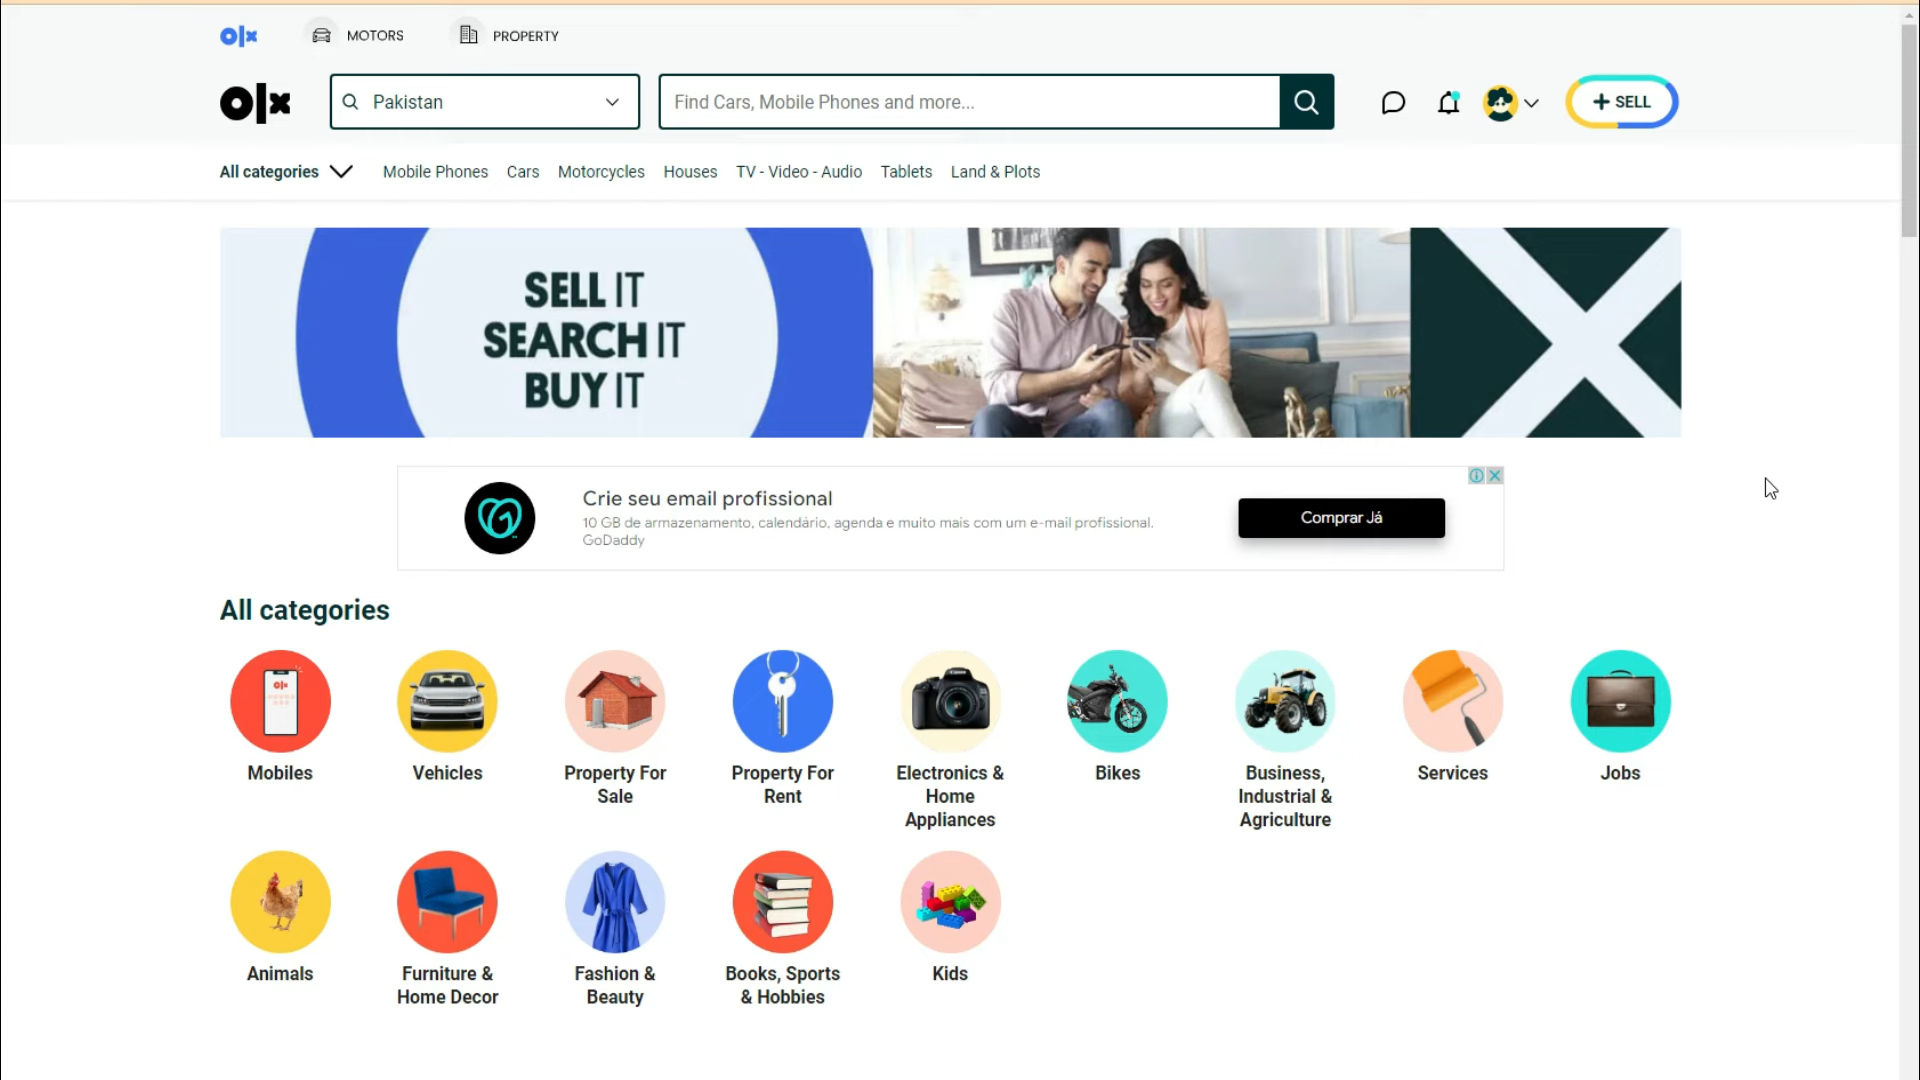 olx MOTORS PROPERTY
olx Pakistan Find Cars, Mobile Phones and more... + SELL
All categories Mobile Phones Cars Motorcycles Houses TV - Video - Audio Tablets Land & Plots
SELL IT
SEARCH IT
BUY IT
Crie seu email profissional
10 GB de armazenamento, calendário, agenda e muito mais com um e-mail profissional.
GoDaddy
Comprar Já
All categories
olx
Canon
Mobiles
Vehicles
Property For
Sale
Property For
Rent
Electronics &
Home
Appliances
Bikes
Business,
Industrial &
Agriculture
Services
Jobs
Animals
Furniture &
Home Decor
Fashion &
Beauty
Books, Sports
& Hobbies
Kids